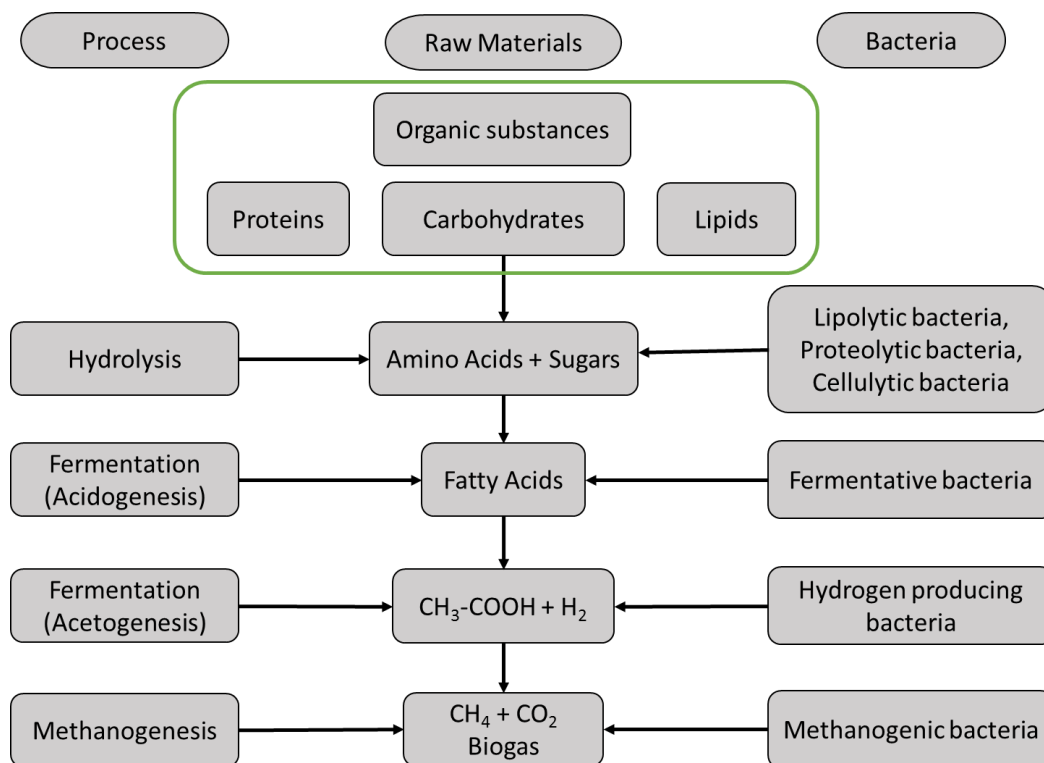 Process
Raw Materials
Bacteria
Organic substances
Proteins
Carbohydrates
Lipids
Hydrolysis
Amino Acids + Sugars
Lipolytic bacteria,
Proteolytic bacteria,
Cellulytic bacteria
Fermentation
(Acidogenesis)
Fatty Acids
Fermentative bacteria
Fermentation
(Acetogenesis)
CH₃-COOH + H₂
Hydrogen producing
bacteria
Methanogenesis
CH₄ + CO₂
Biogas
Methanogenic bacteria